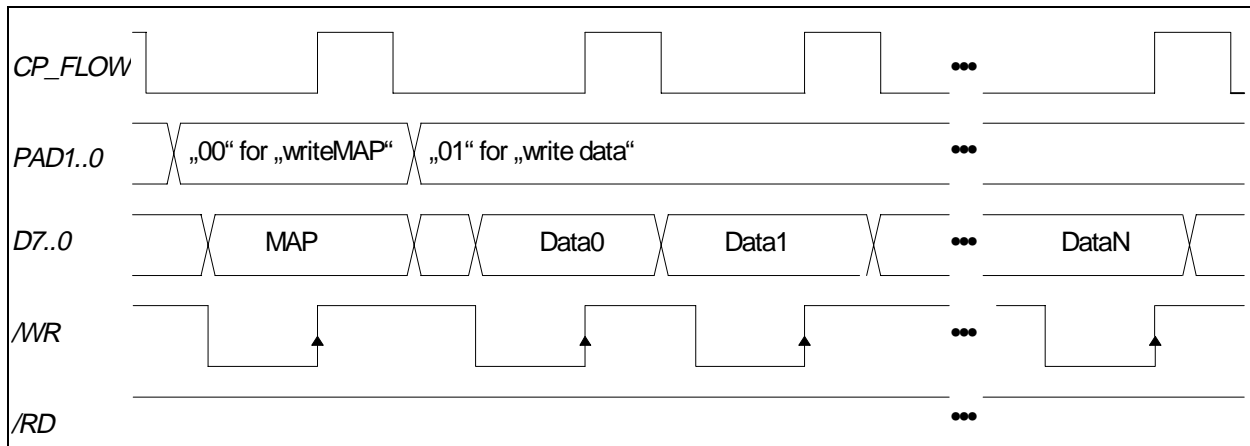 CP_FLOW
PAD1..0 „00“ for „writeMAP“ „01“ for „write data“
D7..0 MAP Data0 Data1 DataN
/WR
/RD